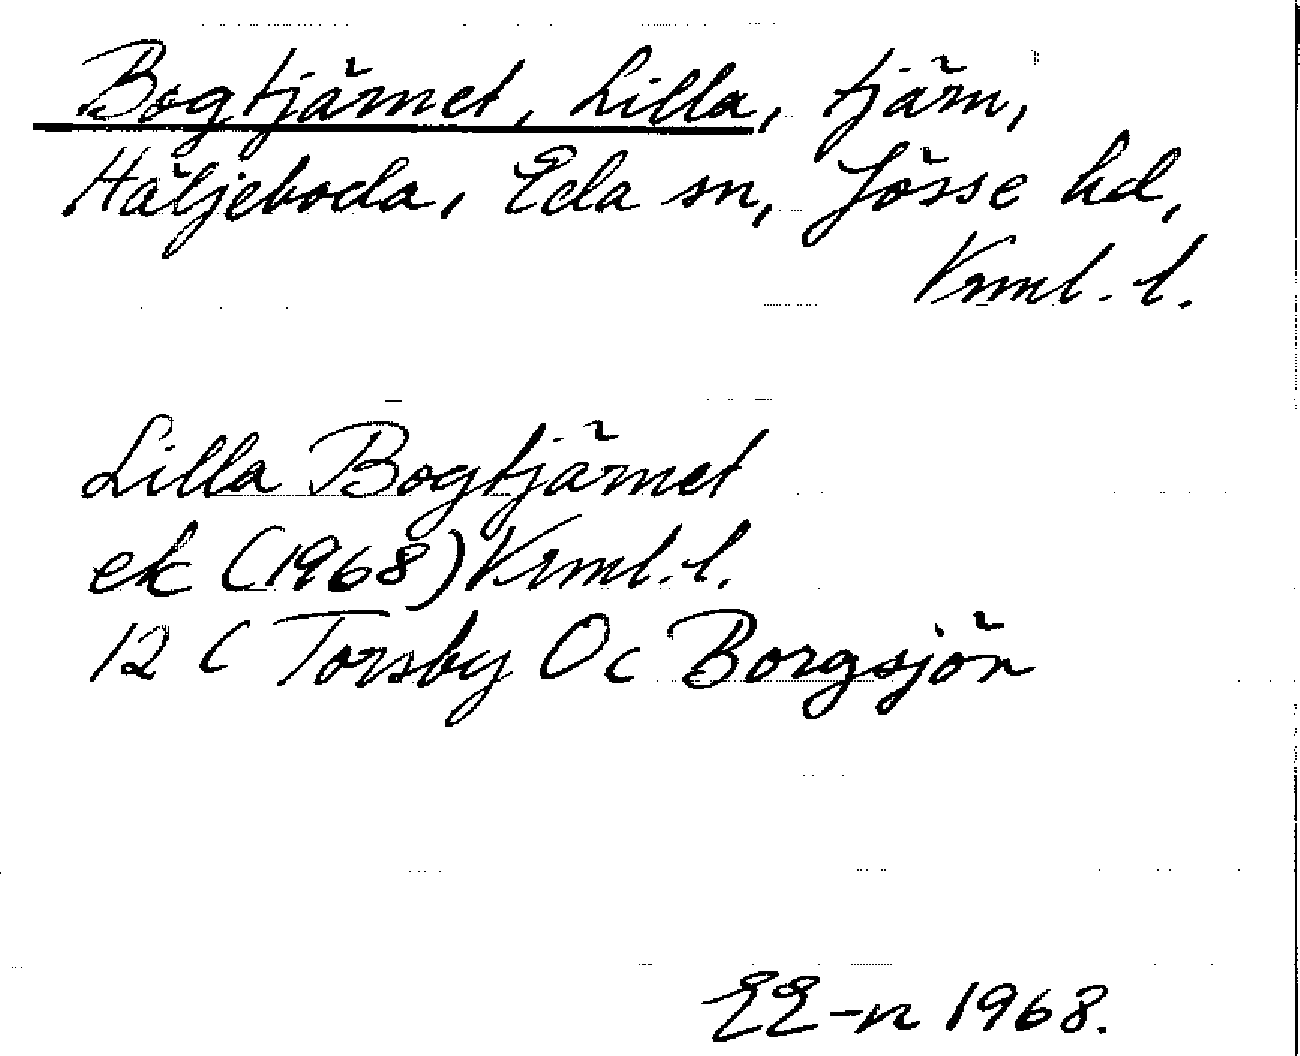 Bogtjärnet, Lilla, tjärn,
Häljeboda, Eda sn, Jösse hd,
Vrml. l.
Lilla Bogtjärnet
ek (1968) Vrml. l.
12 C Torsby Oc Borgsjön
EE-n 1968.